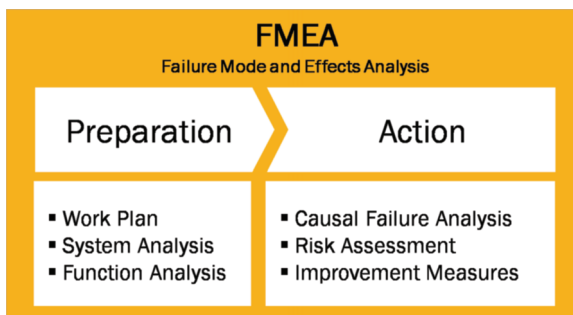 FMEA
Failure Mode and Effects Analysis
Preparation
Action
▪ Work Plan
▪ System Analysis
▪ Function Analysis
▪ Causal Failure Analysis
▪ Risk Assessment
▪ Improvement Measures